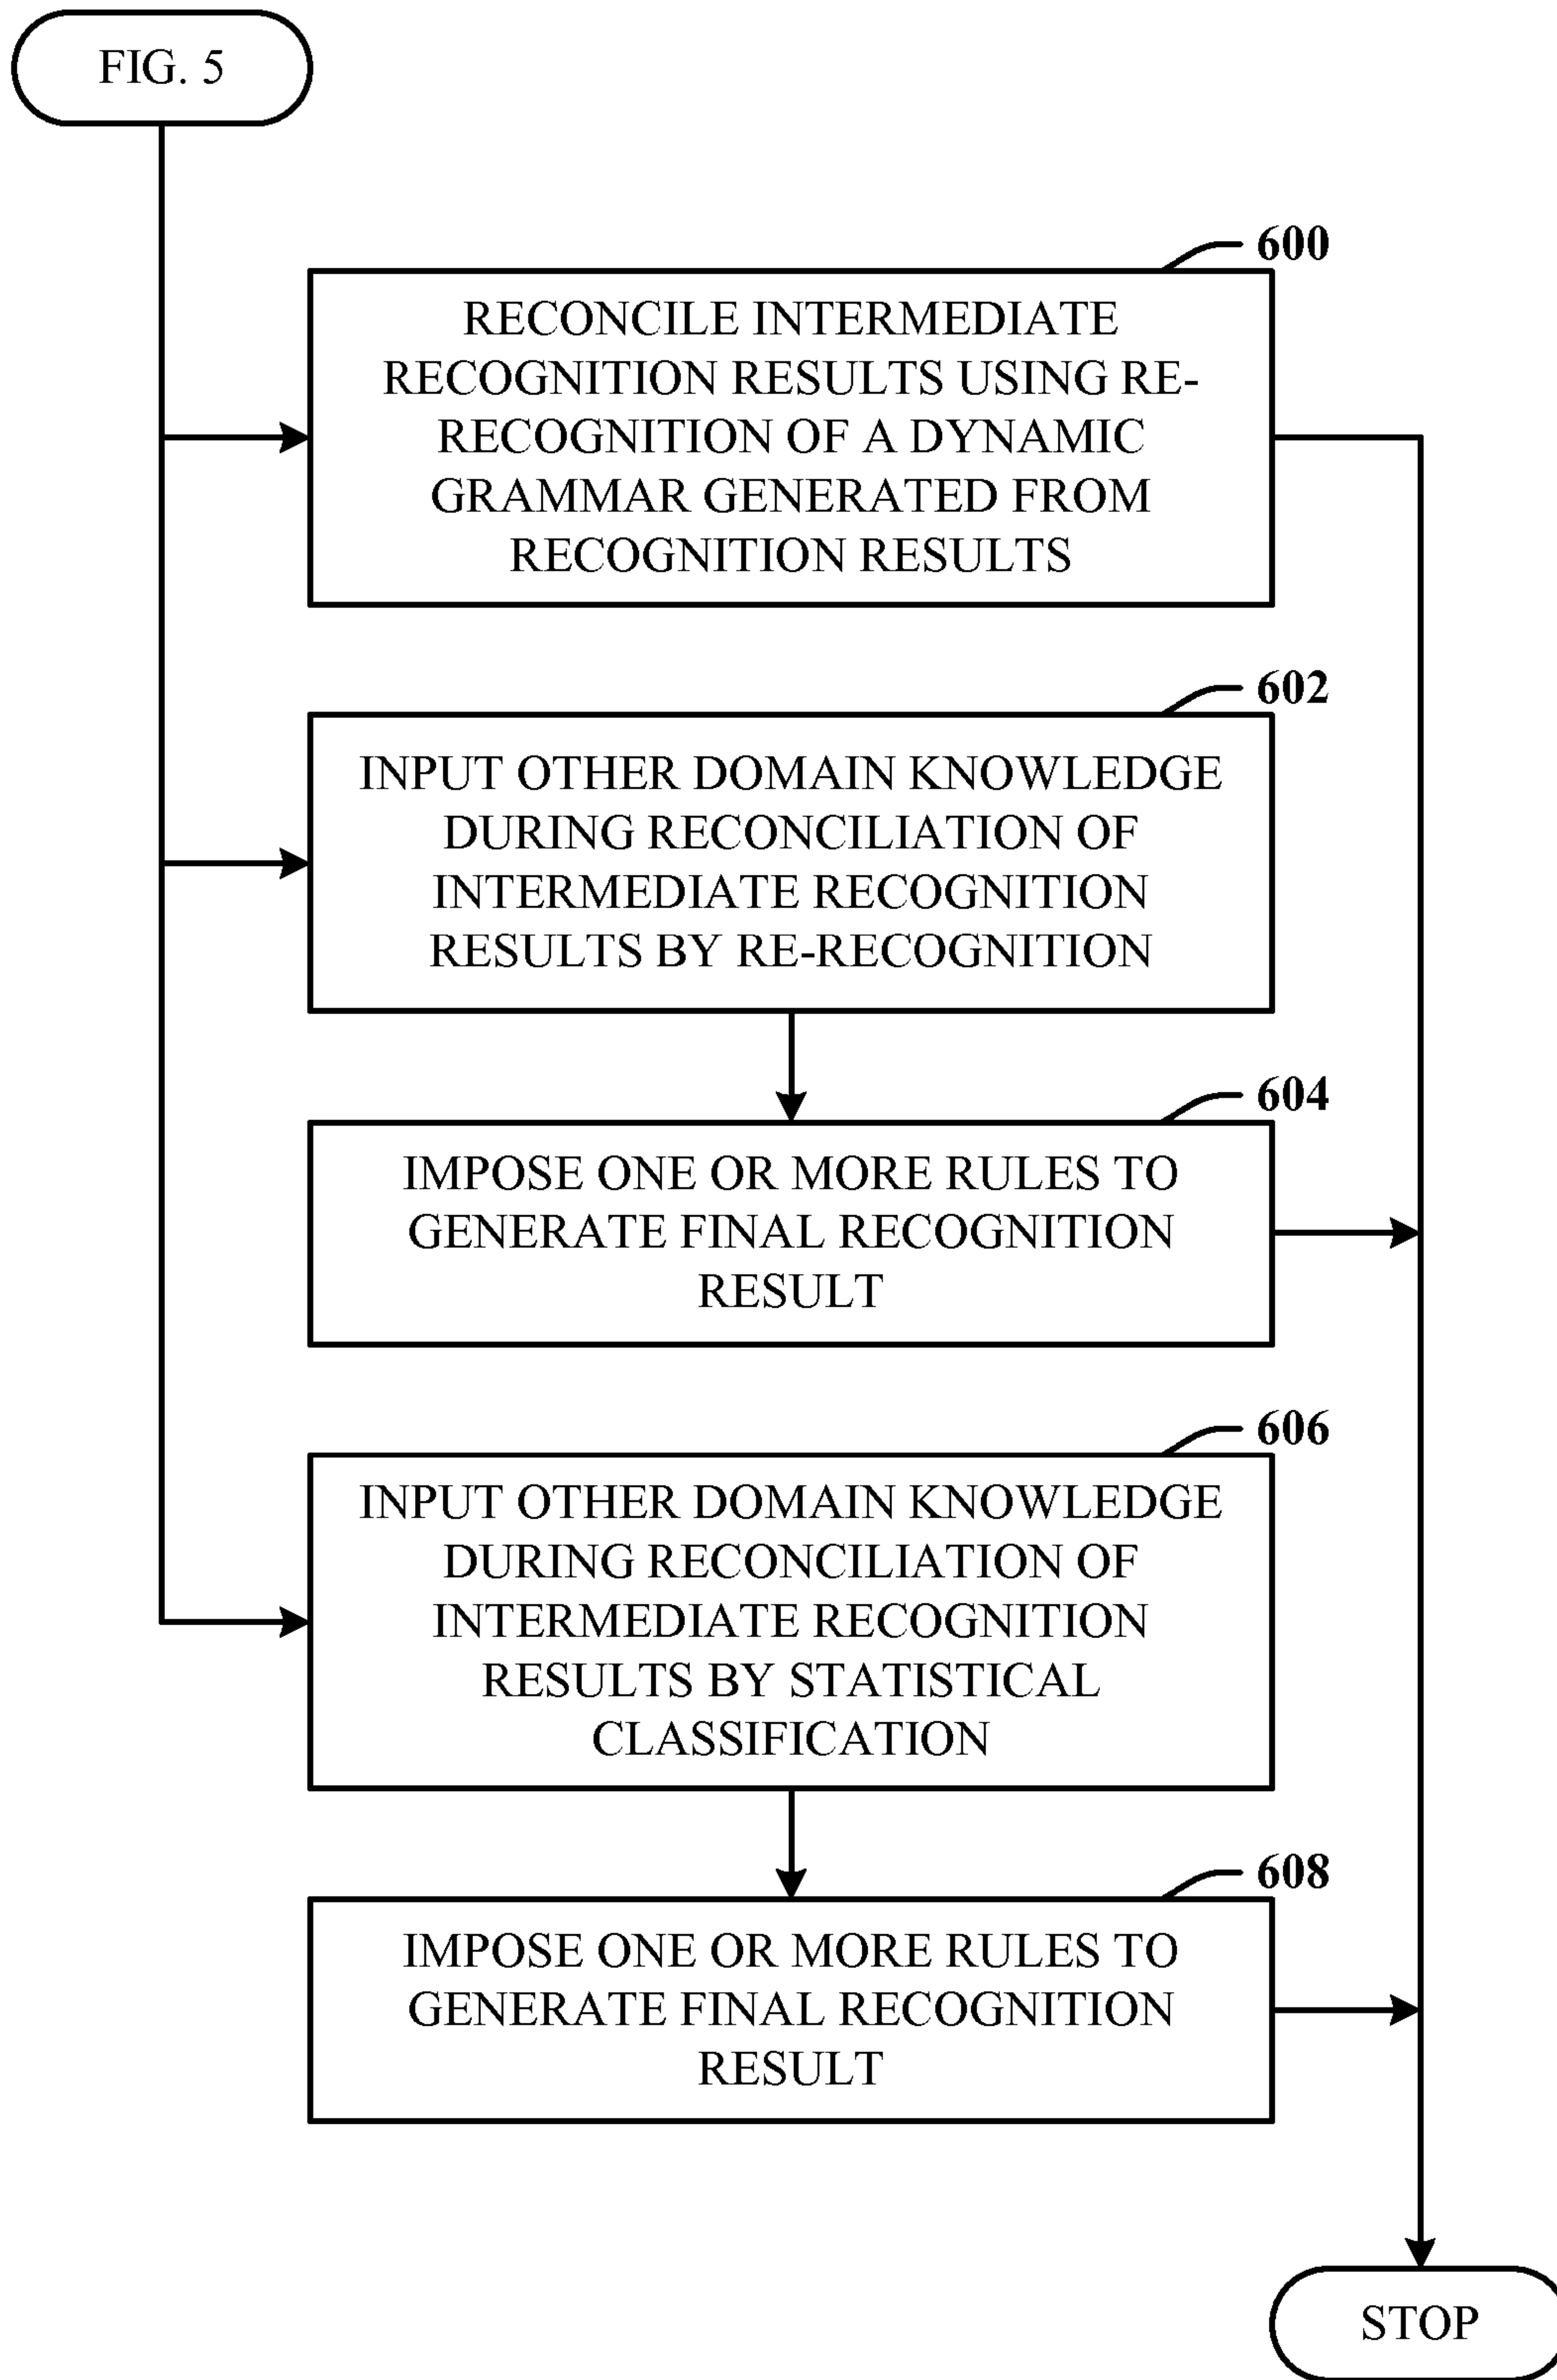 FIG. 5
600
RECONCILE INTERMEDIATE
RECOGNITION RESULTS USING RE-
RECOGNITION OF A DYNAMIC
GRAMMAR GENERATED FROM
RECOGNITION RESULTS
602
INPUT OTHER DOMAIN KNOWLEDGE
DURING RECONCILIATION OF
INTERMEDIATE RECOGNITION
RESULTS BY RE-RECOGNITION
604
IMPOSE ONE OR MORE RULES TO
GENERATE FINAL RECOGNITION
RESULT
606
INPUT OTHER DOMAIN KNOWLEDGE
DURING RECONCILIATION OF
INTERMEDIATE RECOGNITION
RESULTS BY STATISTICAL
CLASSIFICATION
608
IMPOSE ONE OR MORE RULES TO
GENERATE FINAL RECOGNITION
RESULT
STOP